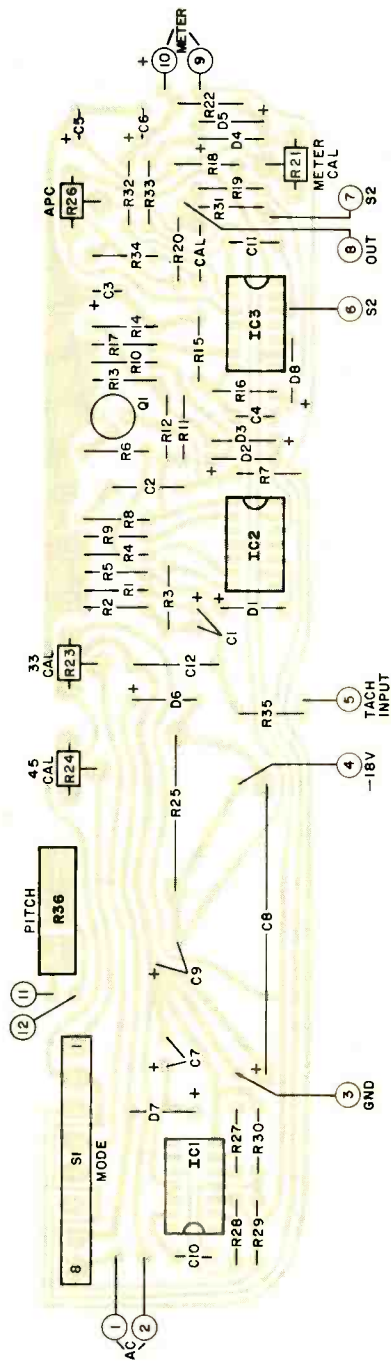 1
2
AC
8 S1 1
MODE
12
11
PITCH
R36
45
CAL
R24
33
CAL
R23
APC
R26
+
C5
+
C6
+
10
9
METER
C10
IC1
D7
+
+
C7
+
C9
R28
R27
R29
R30
+
C8
3
GND
R25
4
−18V
+
D6
C12
R35
5
TACH
INPUT
R2
R1
R5
R4
R9
R8
R3
+
C1
+
D1
C2
IC2
R6
Q1
R12
R11
R13
R10
R17
R14
+
C3
R34
R32
R33
R15
R20
CAL
+
D2
D3
+
R7
C4
+
R16
D8
IC3
C11
R31
R19
R18
R22
D5
D4
+
+
R21
METER
CAL
6
S2
8
OUT
7
S2